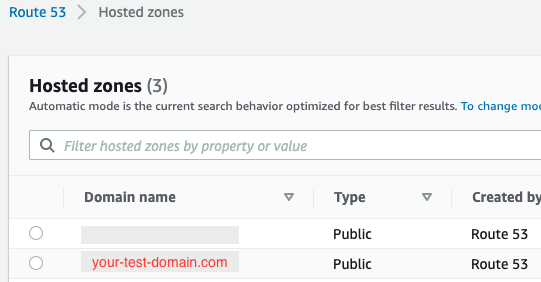 Route 53 > Hosted zones
Hosted zones (3)
Automatic mode is the current search behavior optimized for best filter results. To change mod
Filter hosted zones by property or value
Domain name Type Created by
Public Route 53
your-test-domain.com Public Route 53